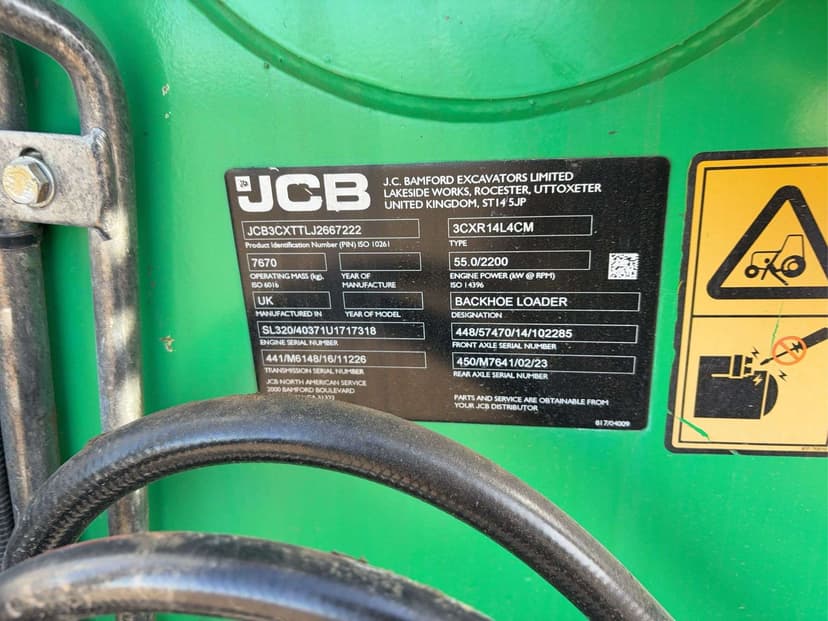 JCB
J.C. BAMFORD EXCAVATORS LIMITED
LAKESIDE WORKS, ROCESTER, UTTOXETER
UNITED KINGDOM, ST14 5JP
JCB3CXTTLJ2667222
Product Identification Number (PIN) ISO 10261
3CXR14L4CM
TYPE
7670
OPERATING MASS (kg),
ISO 6016
YEAR OF
MANUFACTURE
55.0/2200
ENGINE POWER (kW @ RPM)
ISO 14396
UK
MANUFACTURED IN
YEAR OF MODEL
BACKHOE LOADER
DESIGNATION
SL320/40371U1717318
ENGINE SERIAL NUMBER
448/57470/14/102285
FRONT AXLE SERIAL NUMBER
441/M6148/16/11226
TRANSMISSION SERIAL NUMBER
450/M7641/02/23
REAR AXLE SERIAL NUMBER
JCB NORTH AMERICAN SERVICE
2000 BAMFORD BOULEVARD
PARTS AND SERVICE ARE OBTAINABLE FROM
YOUR JCB DISTRIBUTOR
817/04009